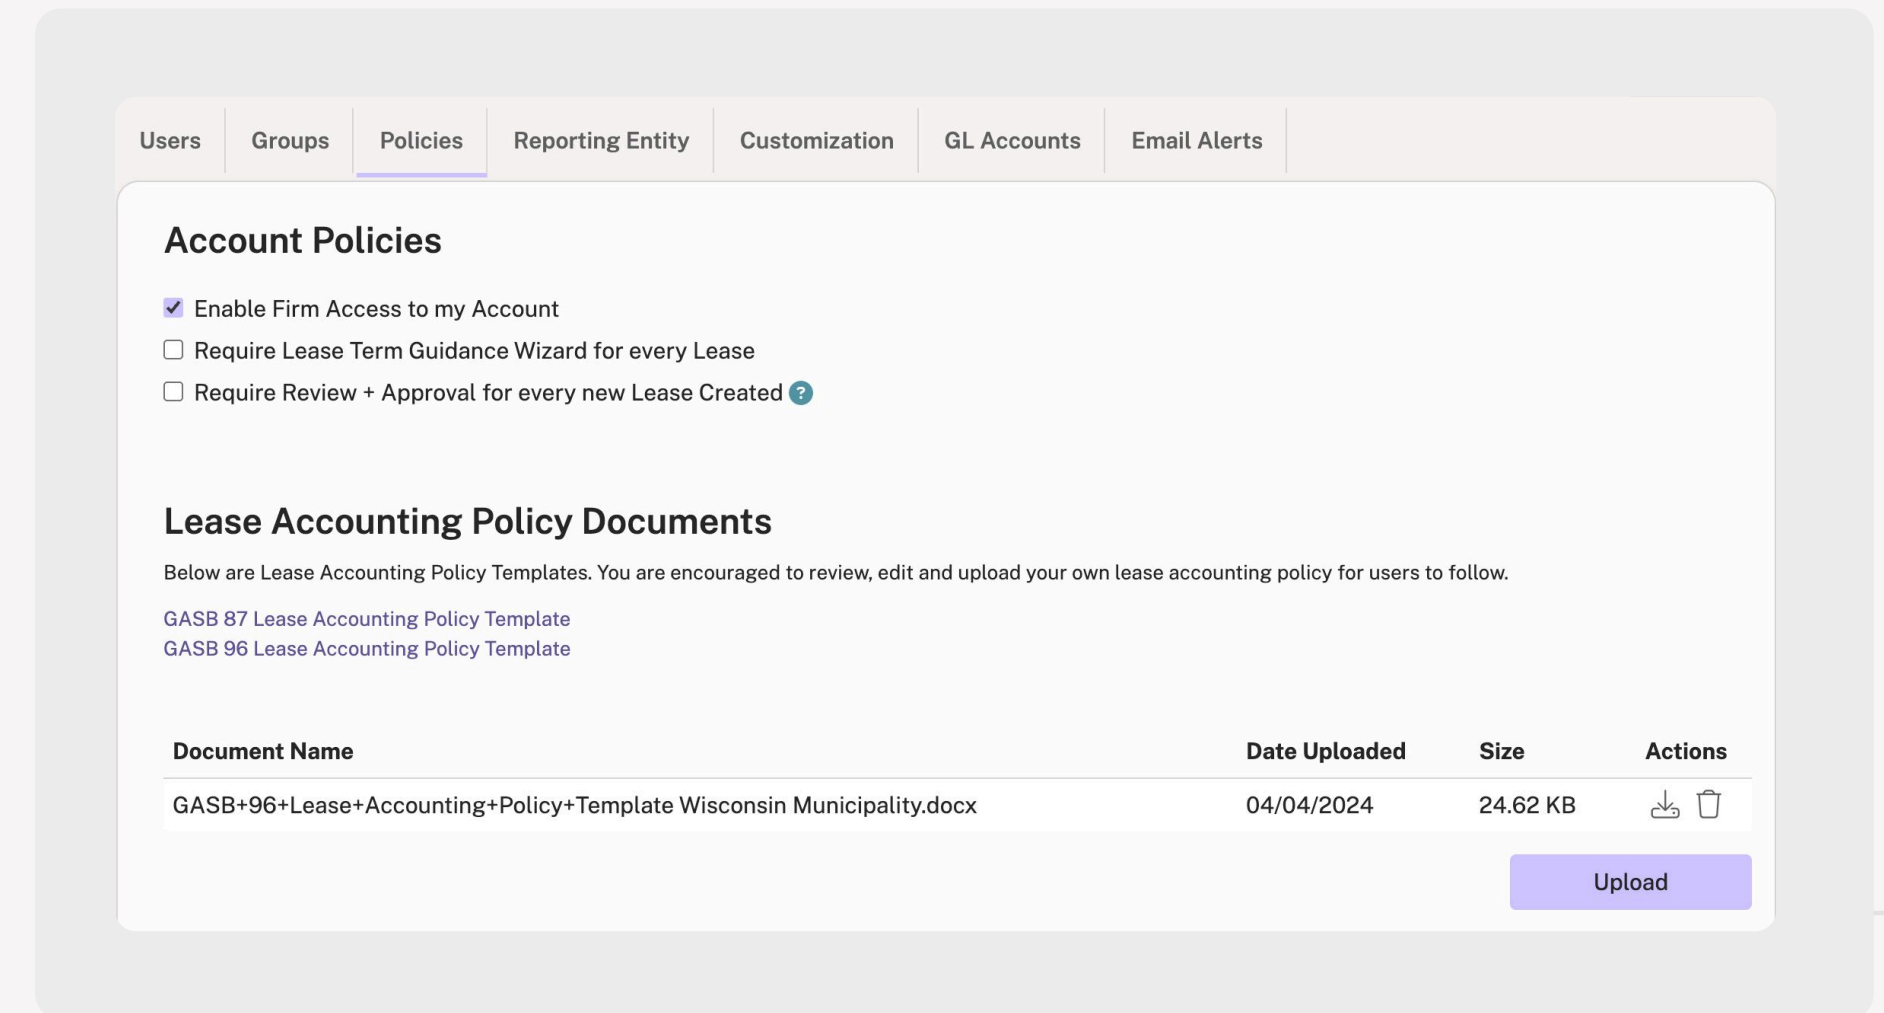 Users Groups Policies Reporting Entity Customization GL Accounts Email Alerts
Account Policies
Enable Firm Access to my Account
Require Lease Term Guidance Wizard for every Lease
Require Review + Approval for every new Lease Created ?
Lease Accounting Policy Documents
Below are Lease Accounting Policy Templates. You are encouraged to review, edit and upload your own lease accounting policy for users to follow.
GASB 87 Lease Accounting Policy Template
GASB 96 Lease Accounting Policy Template
Document Name Date Uploaded Size Actions
GASB+96+Lease+Accounting+Policy+Template Wisconsin Municipality.docx 04/04/2024 24.62 KB
Upload